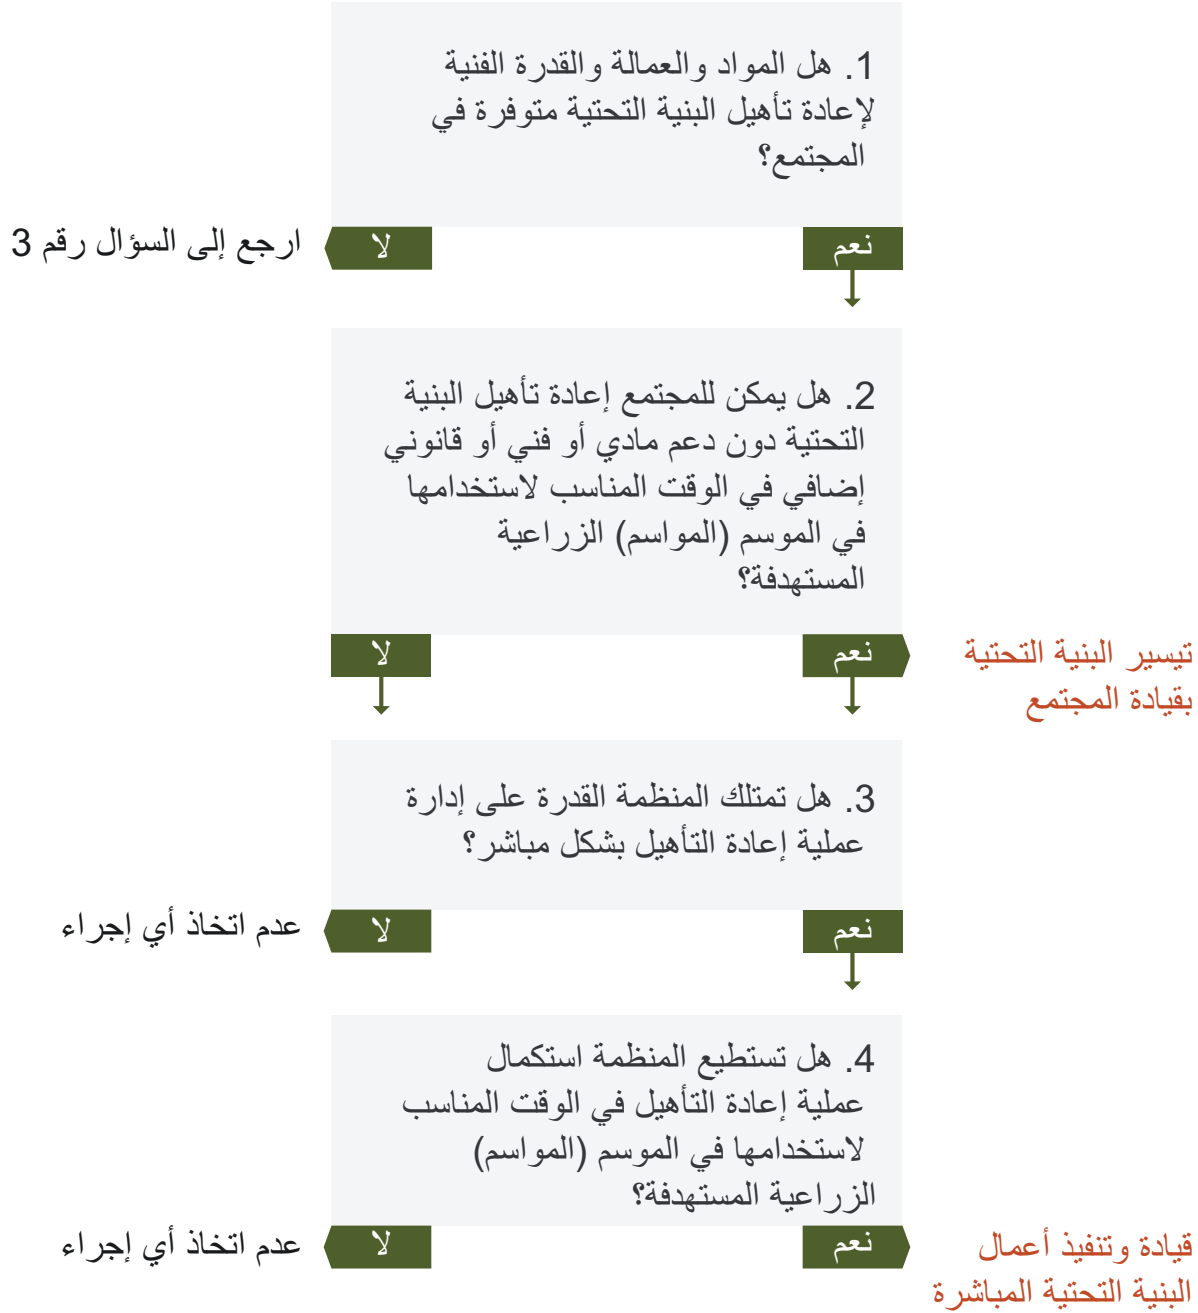 1. هل المواد والعمالة والقدرة الفنية
لإعادة تأهيل البنية التحتية متوفرة في
المجتمع؟
نعم
لا
ارجع إلى السؤال رقم 3
2. هل يمكن للمجتمع إعادة تأهيل البنية
التحتية دون دعم مادي أو فني أو قانوني
إضافي في الوقت المناسب لاستخدامها
في الموسم (المواسم) الزراعية
المستهدفة؟
تيسير البنية التحتية
بقيادة المجتمع
نعم
لا
3. هل تمتلك المنظمة القدرة على إدارة
عملية إعادة التأهيل بشكل مباشر؟
نعم
لا
عدم اتخاذ أي إجراء
4. هل تستطيع المنظمة استكمال
عملية إعادة التأهيل في الوقت المناسب
لاستخدامها في الموسم (المواسم)
الزراعية المستهدفة؟
قيادة وتنفيذ أعمال
البنية التحتية المباشرة
نعم
لا
عدم اتخاذ أي إجراء